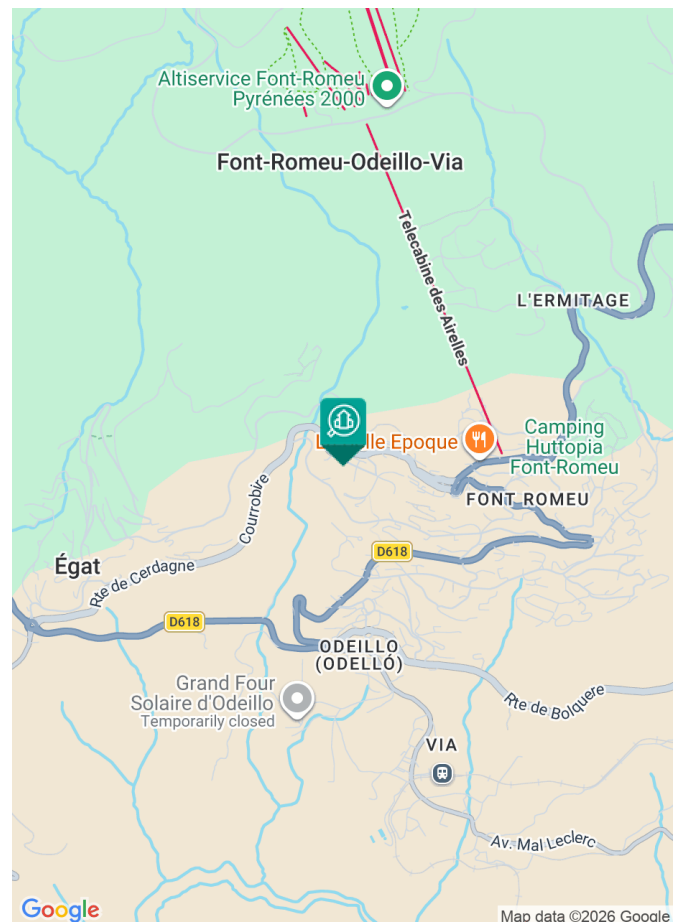 Altiservice Font-Romeu
Pyrénées 2000
Font-Romeu-Odeillo-Via
Telecabine des Airelles
L'ERMITAGE
lle Epoque
Camping
Huttopia
Font-Romeu
FONT ROMEU
Courrobire
Égat
Rte de Cerdagne
D618
D618
ODEILLO
(ODELLÓ)
Grand Four
Solaire d'Odeillo
Temporarily closed
Rte de Bolquere
VIA
Av. Mal Leclerc
Google
Map data ©2026 Google